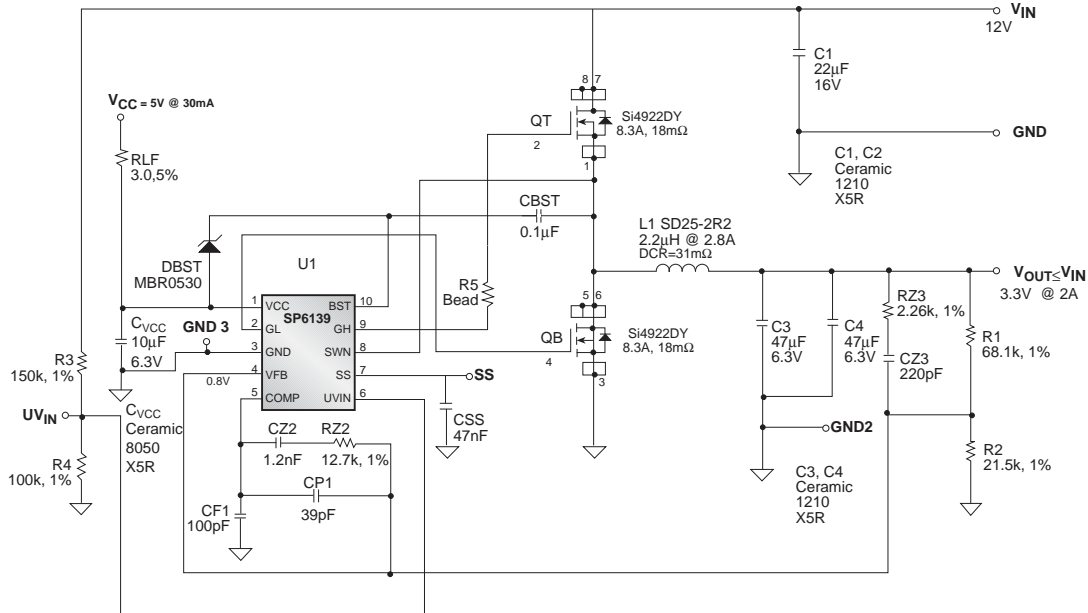 VIN
12V
C1
22µF
16V
GND
C1, C2
Ceramic
1210
X5R
VCC = 5V @ 30mA
RLF
3.0,5%
8 7
QT
Si4922DY
8.3A, 18mΩ
2
1
CBST
0.1µF
DBST
MBR0530
U1
R5
Bead
L1 SD25-2R2
2.2µH @ 2.8A
DCR=31mΩ
VOUT≤VIN
3.3V @ 2A
1
VCC
BST
10
SP6139
2
GL
GH
9
3
GND
SWN
8
4
VFB
SS
7
5
COMP
UVIN
6
0.8V
GND 3
CVCC
10µF
6.3V
R3
150k, 1%
UVIN
R4
100k, 1%
CVCC
Ceramic
8050
X5R
5 6
QB
Si4922DY
8.3A, 18mΩ
4
3
SS
CSS
47nF
CZ2
1.2nF
RZ2
12.7k, 1%
CP1
39pF
CF1
100pF
C3
47µF
6.3V
C4
47µF
6.3V
RZ3
2.26k, 1%
CZ3
220pF
R1
68.1k, 1%
GND2
R2
21.5k, 1%
C3, C4
Ceramic
1210
X5R